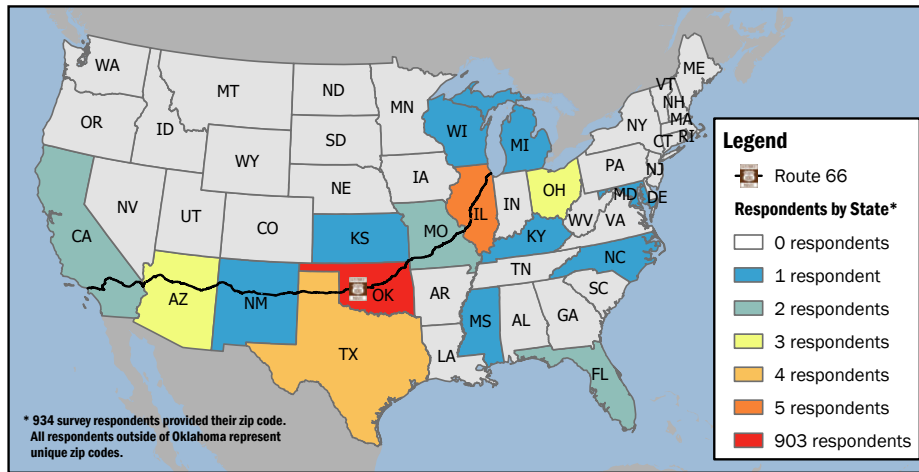 WA
MT
ND
MN
ME
VT
NH
MA
RI
CT
NY
OR
ID
SD
WI
MI
WY
IA
NE
PA
NJ
NV
UT
CO
IL
IN
OH
MD
DE
WV
VA
CA
KS
MO
KY
NC
TN
AZ
NM
OK
AR
SC
MS
AL
GA
TX
LA
FL
Legend
Route 66
Respondents by State*
0 respondents
1 respondent
2 respondents
3 respondents
4 respondents
5 respondents
903 respondents
* 934 survey respondents provided their zip code.
All respondents outside of Oklahoma represent
unique zip codes.